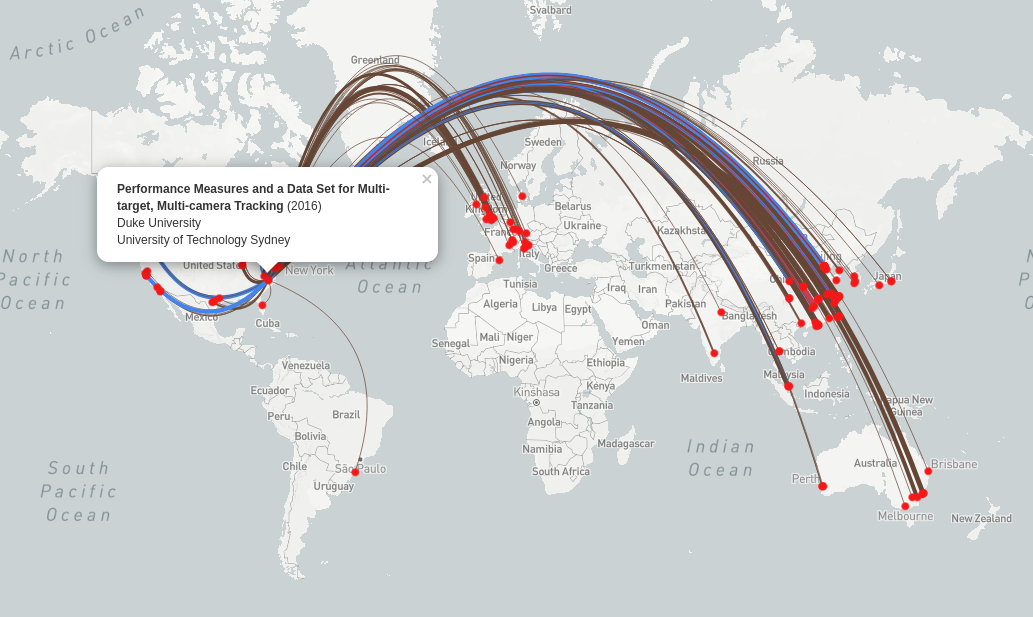 Svalbard
Arctic Ocean
Greenland
Iceland
Sweden
Norway
Russia
×
Performance Measures and a Data Set for Multi-
target, Multi-camera Tracking (2016)
Duke University
University of Technology Sydney
United
Kingdom
Belarus
Ukraine
France
Kazakhstan
North
Pacific
Ocean
Spain
Italy
Greece
Turkmenistan
United States
New York
Atlantic
Ocean
Japan
Tunisia
Iraq
Iran
Pakistan
Algeria
Libya
Egypt
Bangladesh
Mexico
Cuba
Oman
Senegal
Mali
Niger
Yemen
Cambodia
Nigeria
Ethiopia
Venezuela
Maldives
Malaysia
Ecuador
Kenya
Kinshasa
Indonesia
Papua New
Guinea
Tanzania
Peru
Brazil
Angola
Bolivia
Namibia
Madagascar
Indian
Ocean
Chile
São Paulo
South Africa
Australia
Brisbane
South
Pacific
Ocean
Uruguay
Perth
Melbourne
New Zealand